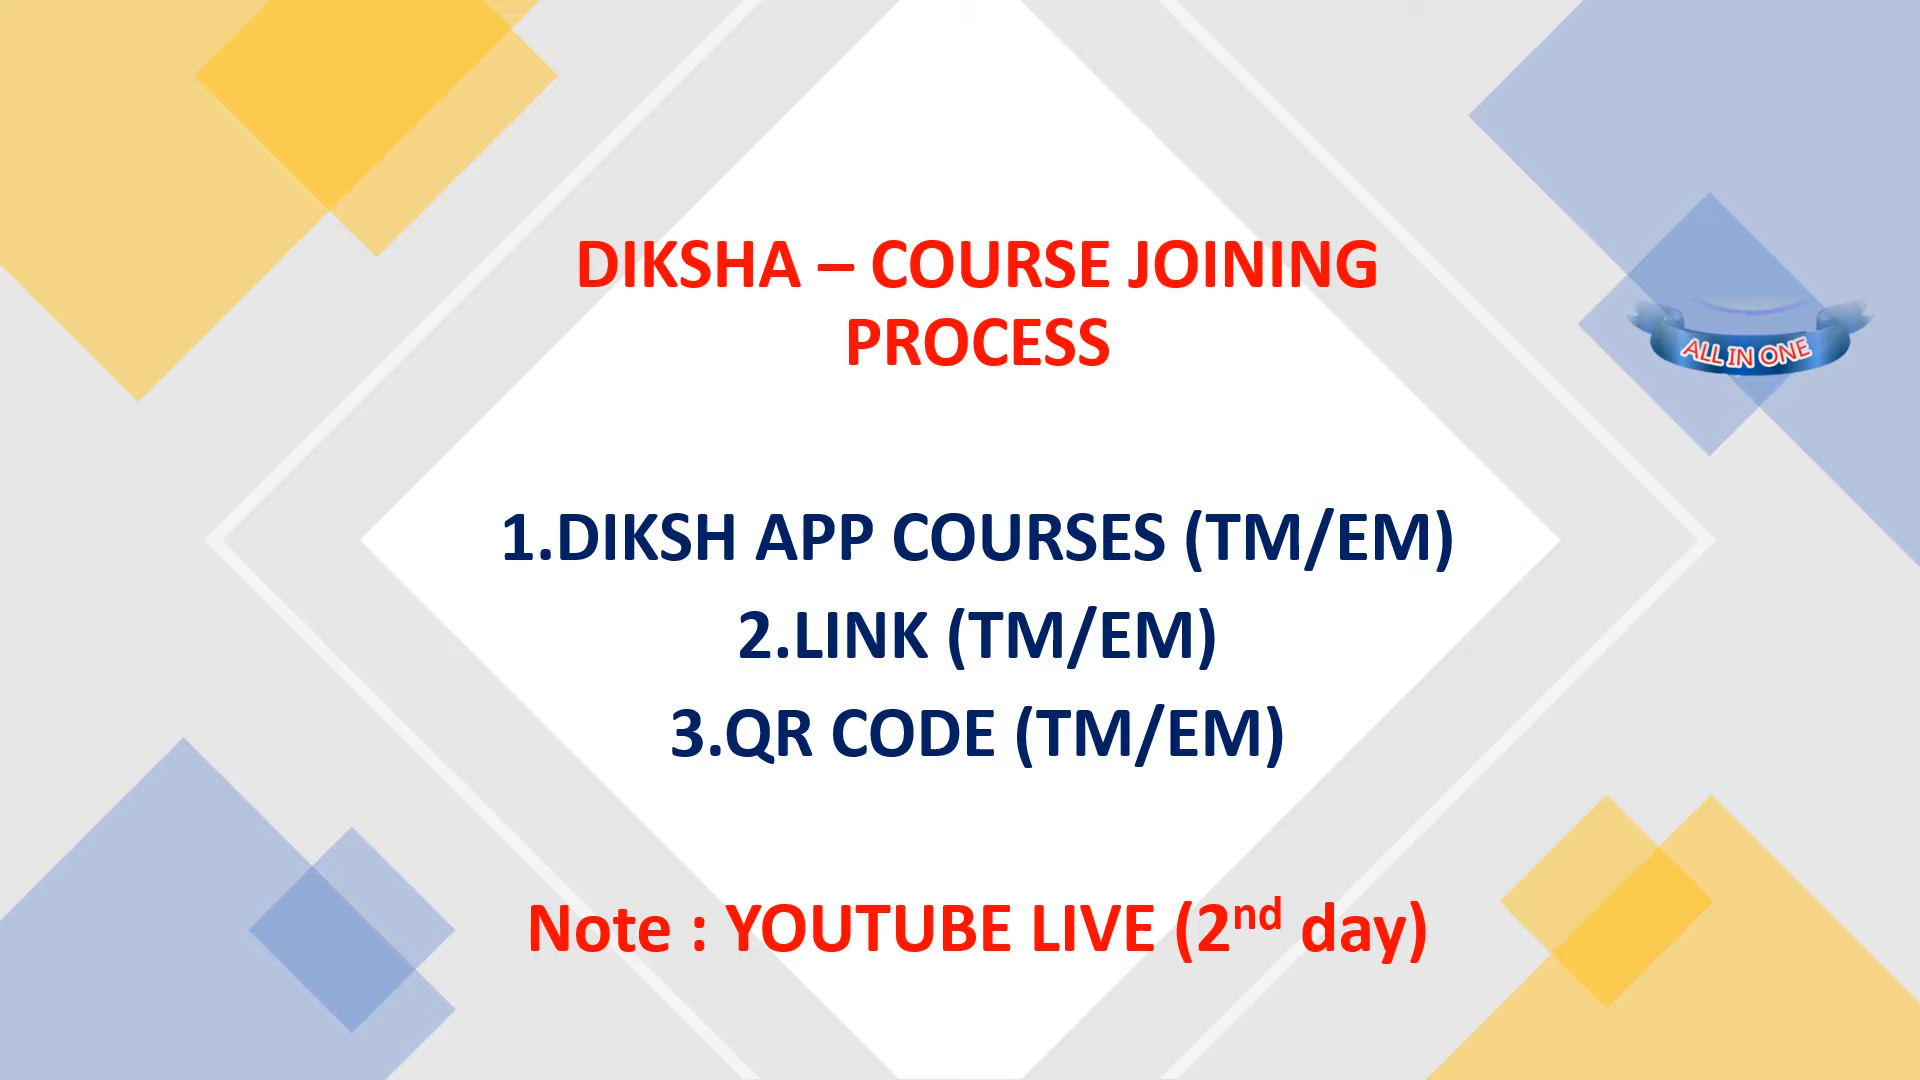 DIKSHA – COURSE JOINING
PROCESS
ALL IN ONE
1.DIKSH APP COURSES (TM/EM)
2.LINK (TM/EM)
3.QR CODE (TM/EM)
Note : YOUTUBE LIVE (2nd day)